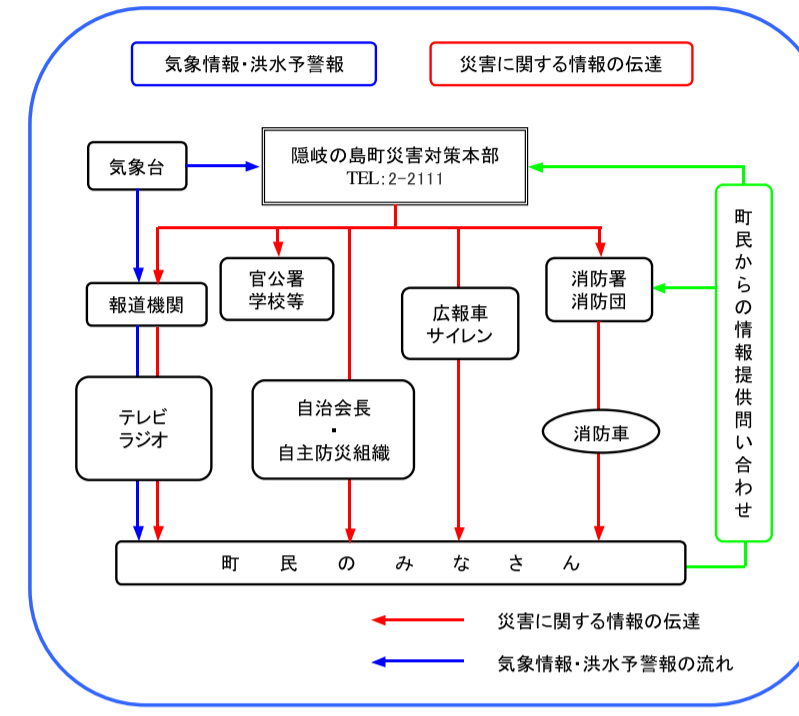 気象情報・洪水予警報
災害に関する情報の伝達
気象台
隠岐の島町災害対策本部
TEL:2-2111
町民からの情報提供問い合わせ
報道機関
官公署
学校等
広報車
サイレン
消防署
消防団
テレビ
ラジオ
自治会長
・
自主防災組織
消防車
町民のみなさん
災害に関する情報の伝達
気象情報・洪水予警報の流れ